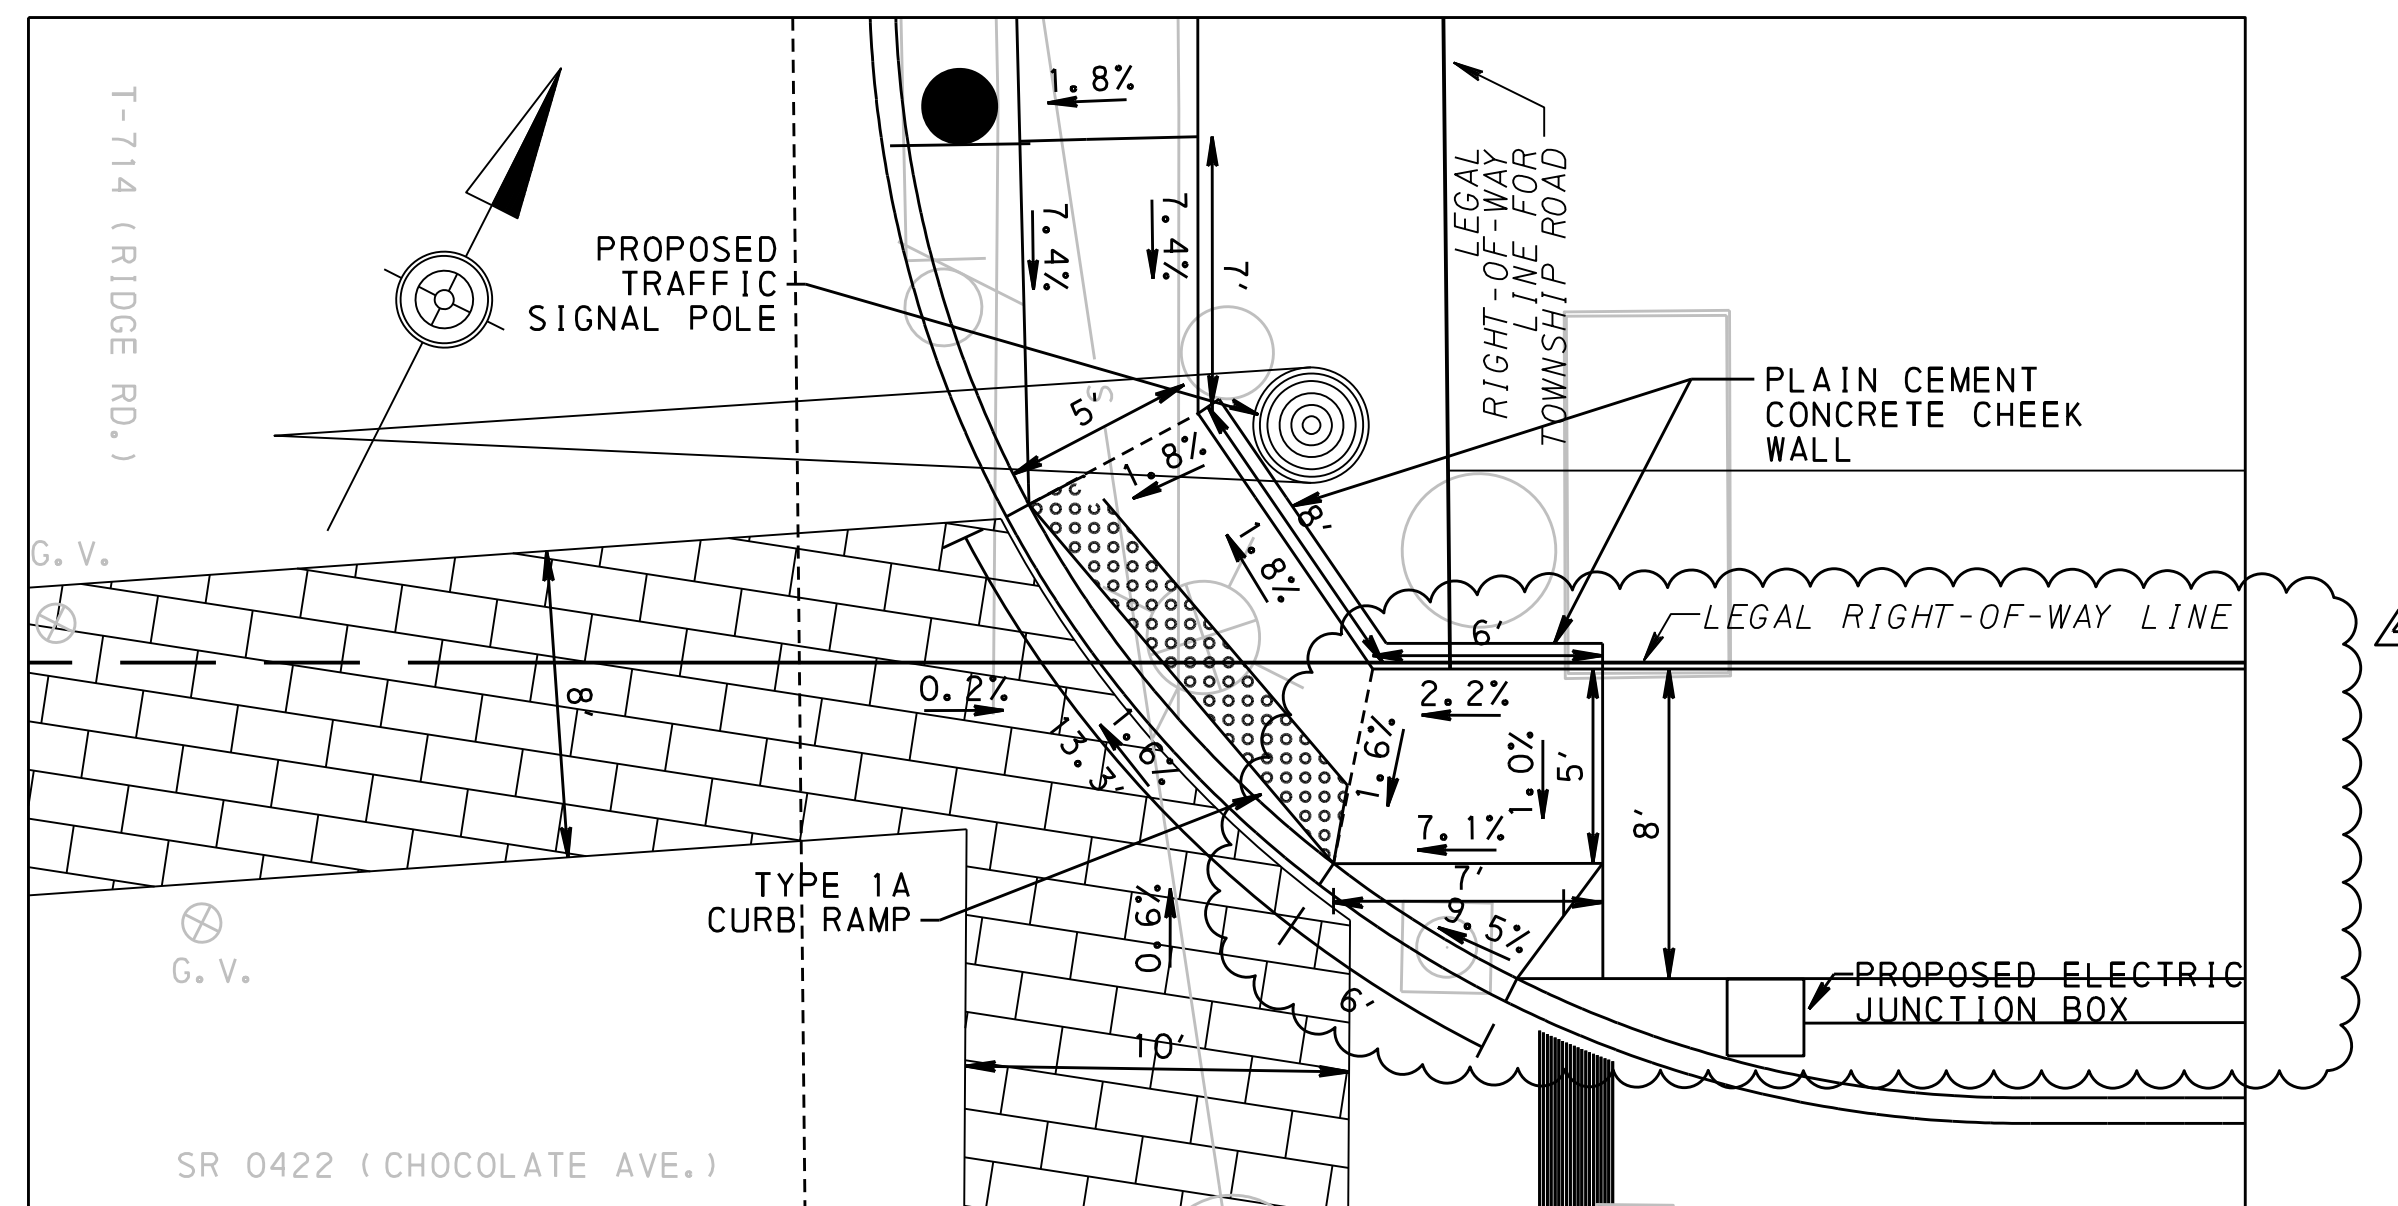 T-714 (RIDGE RD.)
1.8%
7.4%
7.4%
7'
PROPOSED
TRAFFIC
SIGNAL POLE
LEGAL
RIGHT-OF-WAY
LINE FOR
TOWNSHIP ROAD
5'
S
1.8%
PLAIN CEMENT
CONCRETE CHEEK
WALL
8'
1.8%
G.V.
6'
LEGAL RIGHT-OF-WAY LINE
8'
0.2%
13.3'
1.6%
2.2%
1.6%
1.0%
5'
7.1%
8'
TYPE 1A
CURB RAMP
7'
9.5%
0.9%
G.V.
PROPOSED ELECTRIC
JUNCTION BOX
6'
10'
SR 0422 (CHOCOLATE AVE.)